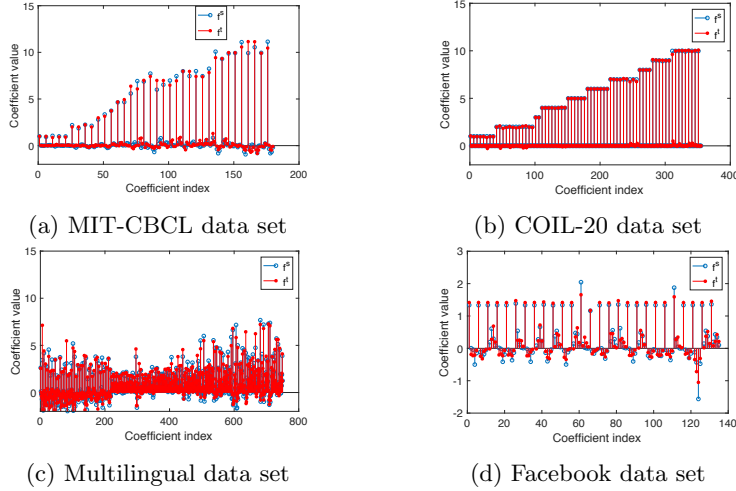 15
10
5
0
Coefficient value
f^s
f^t
0 50 100 150 200
Coefficient index
(a) MIT-CBCL data set
15
10
5
0
Coefficient value
f^s
f^t
0 100 200 300 400
Coefficient index
(b) COIL-20 data set
15
10
5
0
Coefficient value
f^s
f^t
0 200 400 600 800
Coefficient index
(c) Multilingual data set
3
2
1
0
-1
-2
Coefficient value
f^s
f^t
0 20 40 60 80 100 120 140
Coefficient index
(d) Facebook data set